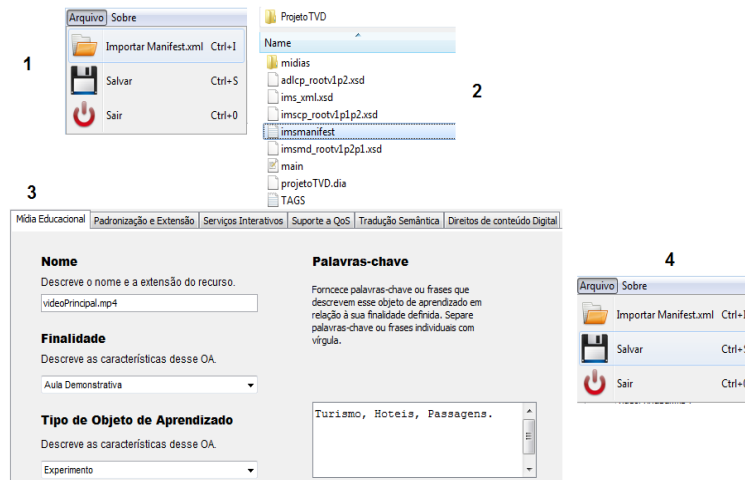 1
Arquivo Sobre
Importar Manifest.xml Ctrl+I
Salvar Ctrl+S
Sair Ctrl+0
2
ProjetoTVD
Name
midias
adlcp_rootv1p2.xsd
ims_xml.xsd
imscp_rootv1p1p2.xsd
imsmanifest
imsmd_rootv1p2p1.xsd
main
projetoTVD.dia
TAGS
3
Mídia Educacional Padronização e Extensão Serviços Interativos Suporte a QoS Tradução Semântica Direitos de conteúdo Digital
Nome
Descreve o nome e a extensão do recurso.
videoPrincipal.mp4
Finalidade
Descreve as características desse OA.
Aula Demonstrativa
Tipo de Objeto de Aprendizado
Descreve as características desse OA.
Experimento
Palavras-chave
Forncece palavras-chave ou frases que
descrevem esse objeto de aprendizado em
relação à sua finalidade definida. Separe
palavras-chave ou frases individuais com
vírgula.
Turismo, Hoteis, Passagens.
4
Arquivo Sobre
Importar Manifest.xml Ctrl+I
Salvar Ctrl+S
Sair Ctrl+0